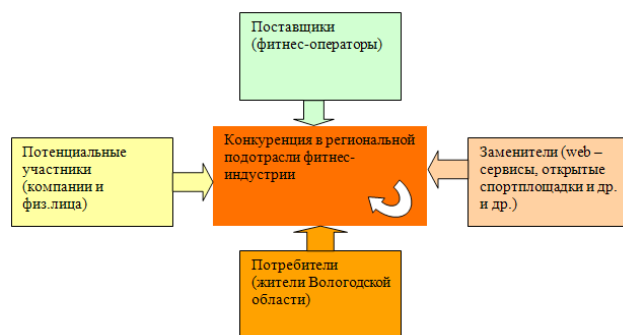 Поставщики
(фитнес-операторы)
Потенциальные
участники
(компании и
физ.лица)
Конкуренция в региональной
подотрасли фитнес-
индустрии
Заменители (web –
сервисы, открытые
спортплощадки и др.
и др.)
Потребители
(жители Вологодской
области)